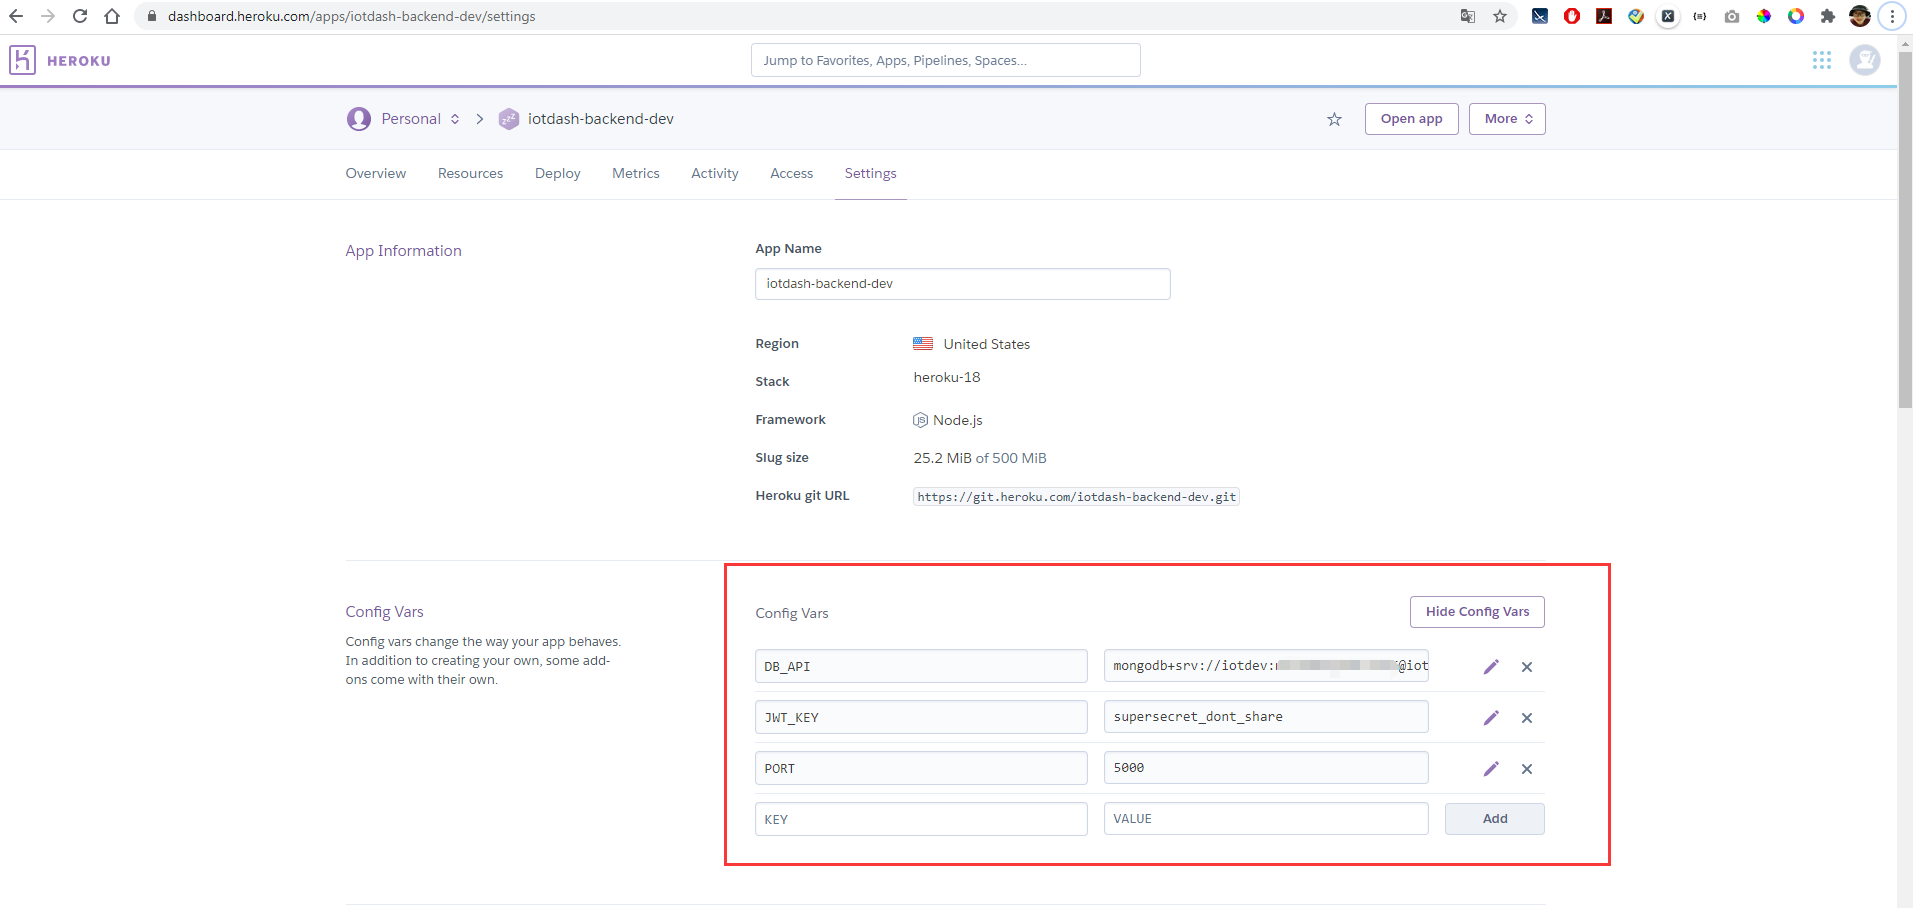 dashboard.heroku.com/apps/iotdash-backend-dev/settings
HEROKU
Jump to Favorites, Apps, Pipelines, Spaces...
Personal
iotdash-backend-dev
Open app
More
Overview
Resources
Deploy
Metrics
Activity
Access
Settings
App Information
App Name
iotdash-backend-dev
Region
United States
Stack
heroku-18
Framework
Node.js
Slug size
25.2 MiB of 500 MiB
Heroku git URL
https://git.heroku.com/iotdash-backend-dev.git
Config Vars
Config vars change the way your app behaves.
In addition to creating your own, some add-
ons come with their own.
Config Vars
Hide Config Vars
DB_API
mongodb+srv://iotdev: @iot
JWT_KEY
supersecret_dont_share
PORT
5000
KEY
VALUE
Add